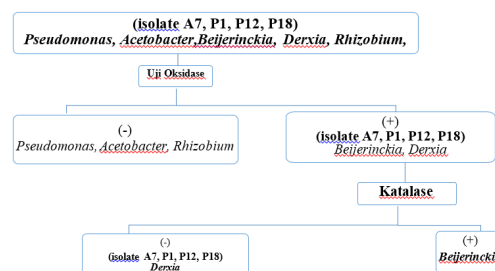 (isolate A7, P1, P12, P18)
Pseudomonas, Acetobacter,Beijerinckia, Derxia, Rhizobium,
Uji Oksidase
(-)
Pseudomonas, Acetobacter, Rhizobium
(+)
(isolate A7, P1, P12, P18)
Beijerinckia, Derxia
Katalase
(-)
(isolate A7, P1, P12, P18)
Derxia
(+)
Beijerincki